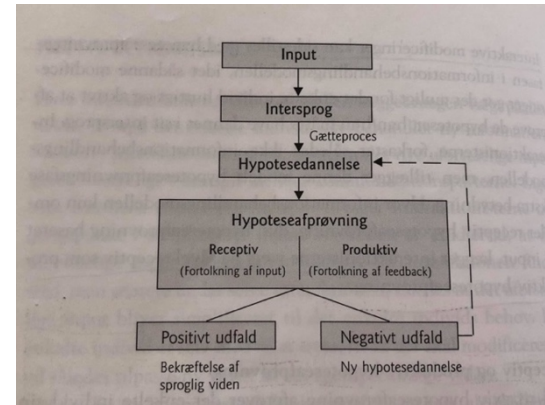 Input
Intersprog
Gætteproces
Hypotesedannelse
Hypoteseafprøvning
Receptiv
(Fortolkning af input)
Produktiv
(Fortolkning af feedback)
Positivt udfald
Negativt udfald
Bekræftelse af
sproglig viden
Ny hypotesedannelse